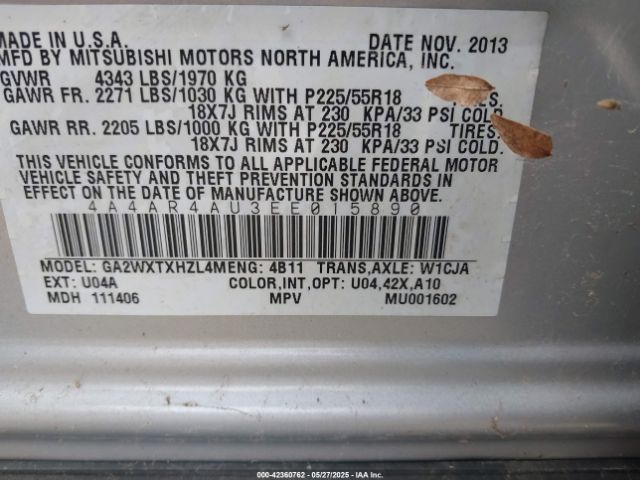 MADE IN U.S.A. DATE NOV. 2013
MFD BY MITSUBISHI MOTORS NORTH AMERICA, INC.
GVWR 4343 LBS/1970 KG
GAWR FR. 2271 LBS/1030 KG WITH P225/55R18
18X7J RIMS AT 230 KPA/33 PSI COLD.
GAWR RR. 2205 LBS/1000 KG WITH P225/55R18 TIRES,
18X7J RIMS AT 230 KPA/33 PSI COLD.
THIS VEHICLE CONFORMS TO ALL APPLICABLE FEDERAL MOTOR
VEHICLE SAFETY AND THEFT PREVENTION STANDARDS IN
EFFECT ON THE DATE OF MANUFACTURE SHOWN ABOVE.
4A4AR4AU3EE015890
MODEL: GA2WXTXHZL4M ENG: 4B11 TRANS,AXLE: W1CJA
EXT: U04A COLOR,INT,OPT: U04,42X,A10
MDH 111406 MPV MU001602
000-42360762 - 05/27/2025 - IAA Inc.